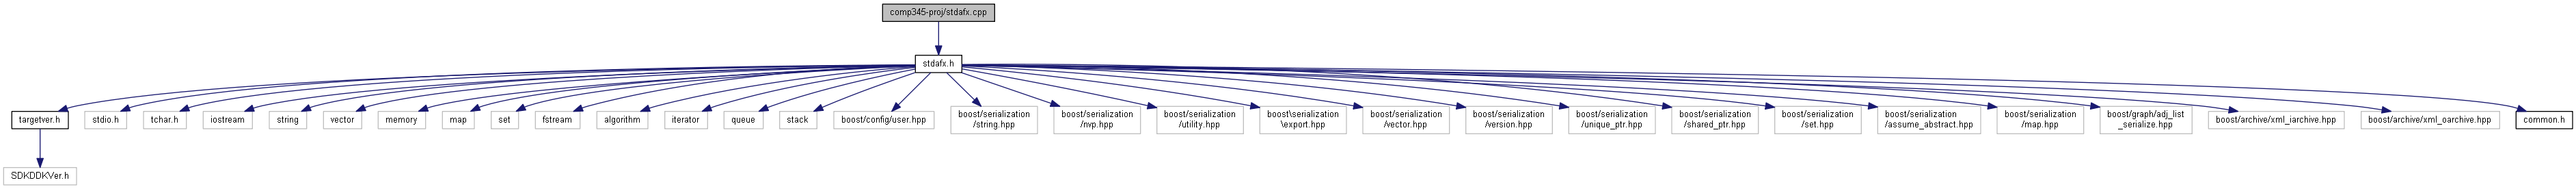 comp345-proj/stdafx.cpp
stdafx.h
targetver.h
stdio.h
tchar.h
iostream
string
vector
memory
map
set
fstream
algorithm
iterator
queue
stack
boost/config/user.hpp
boost/serialization
/string.hpp
boost/serialization
/nvp.hpp
boost/serialization
/utility.hpp
boost\serialization
\export.hpp
boost/serialization
/vector.hpp
boost/serialization
/version.hpp
boost/serialization
/unique_ptr.hpp
boost/serialization
/shared_ptr.hpp
boost/serialization
/set.hpp
boost/serialization
/assume_abstract.hpp
boost/serialization
/map.hpp
boost/graph/adj_list
_serialize.hpp
boost/archive/xml_iarchive.hpp
boost/archive/xml_oarchive.hpp
common.h
SDKDDKVer.h